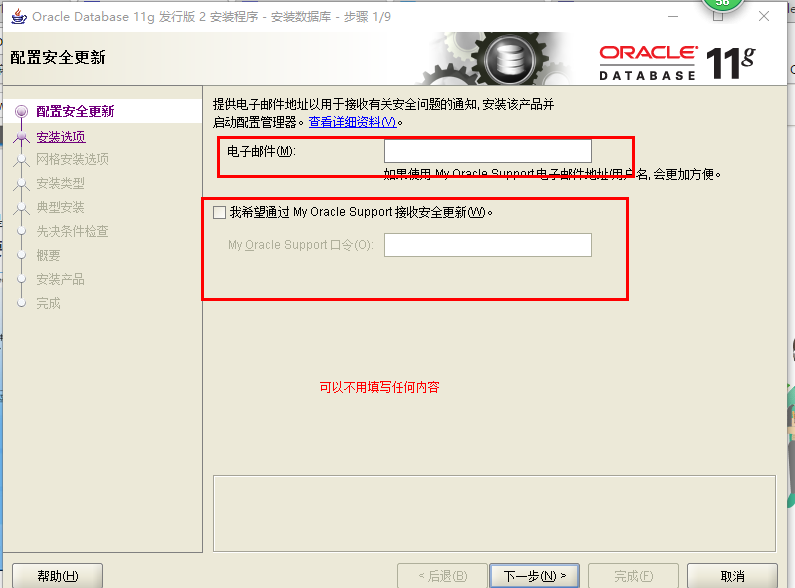 Oracle Database 11g 发行版 2 安装程序 - 安装数据库 - 步骤 1/9
56
配置安全更新
ORACLE
DATABASE 11g
配置安全更新
安装选项
网格安装选项
安装类型
典型安装
先决条件检查
概要
安装产品
完成
提供电子邮件地址以用于接收有关安全问题的通知, 安装该产品并
启动配置管理器。查看详细资料(V)。
电子邮件(M):
如果使用 My Oracle Support 电子邮件地址/用户名, 会更加方便。
我希望通过 My Oracle Support 接收安全更新(W)。
My Oracle Support 口令(O):
可以不用填写任何内容
帮助(H)
< 后退(B)
下一步(N) >
完成(F)
取消